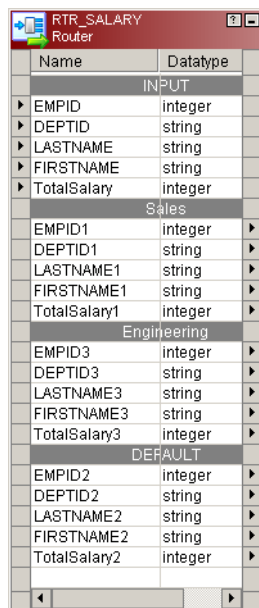 RTR_SALARY
Router
Name Datatype
INPUT
EMPID integer
DEPTID string
LASTNAME string
FIRSTNAME string
TotalSalary integer
Sales
EMPID1 integer
DEPTID1 string
LASTNAME1 string
FIRSTNAME1 string
TotalSalary1 integer
Engineering
EMPID3 integer
DEPTID3 string
LASTNAME3 string
FIRSTNAME3 string
TotalSalary3 integer
DEFAULT
EMPID2 integer
DEPTID2 string
LASTNAME2 string
FIRSTNAME2 string
TotalSalary2 integer